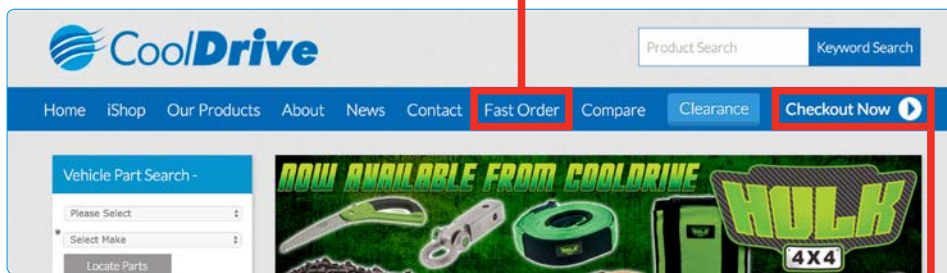 CoolDrive
Product Search
Keyword Search
Home iShop Our Products About News Contact Fast Order Compare Clearance Checkout Now
Vehicle Part Search -
Please Select
* Select Make
Locate Parts
NOW AVAILABLE FROM COOLDRIVE
HULK
4X4